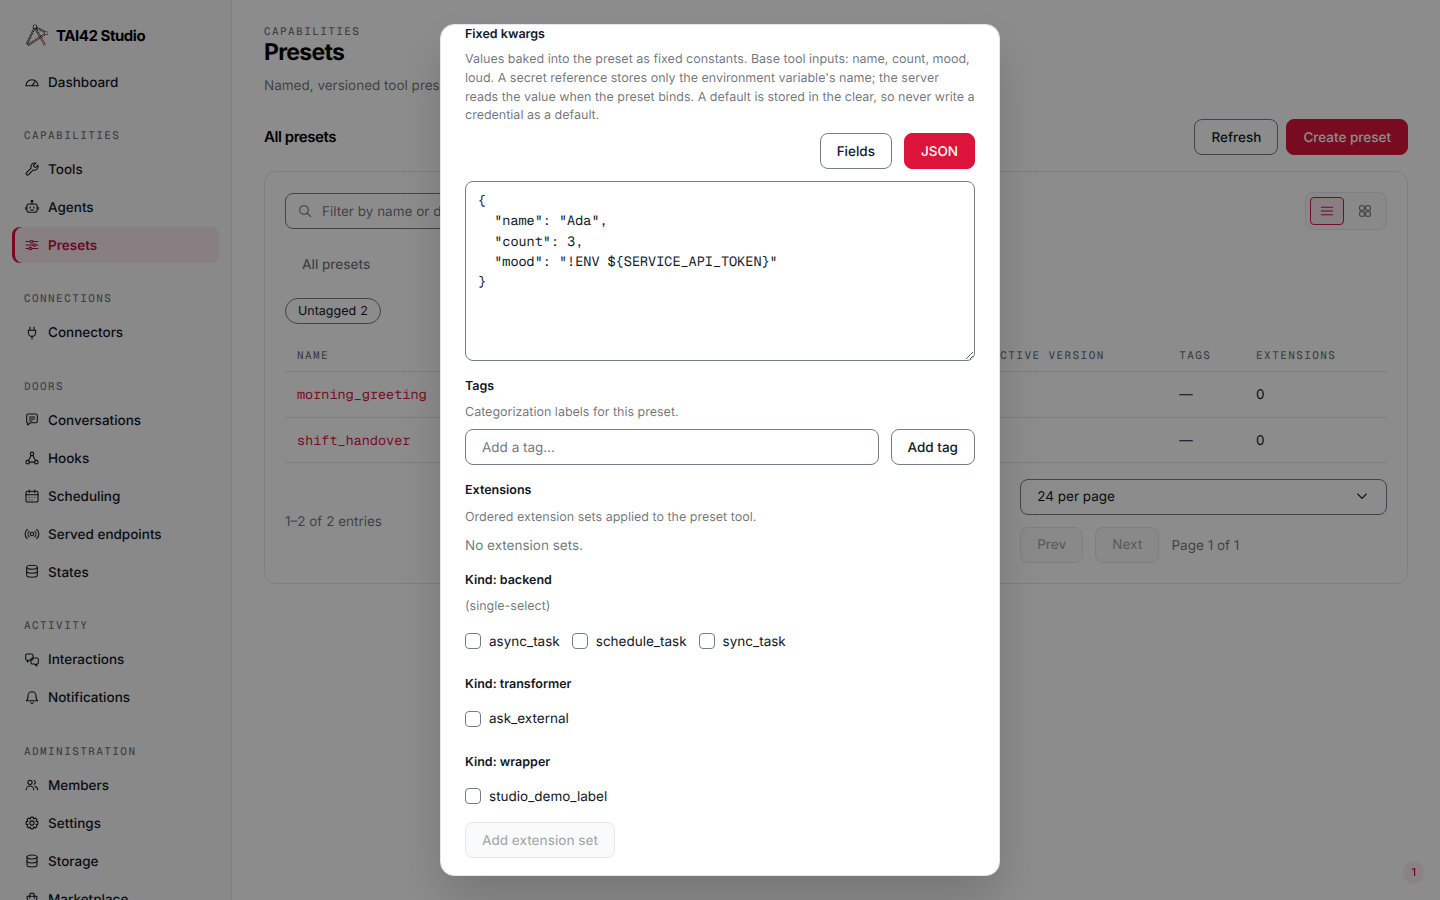 TAI42 Studio
Dashboard
CAPABILITIES
Tools
Agents
Presets
CONNECTIONS
Connectors
DOORS
Conversations
Hooks
Scheduling
Served endpoints
States
ACTIVITY
Interactions
Notifications
ADMINISTRATION
Members
Settings
Storage
Marketplace
CAPABILITIES
Presets
Named, versioned tool pres
All presets
Refresh
Create preset
Filter by name or d
All presets
Untagged 2
NAME
CTIVE VERSION
TAGS
EXTENSIONS
morning_greeting
—
0
shift_handover
—
0
1–2 of 2 entries
24 per page
Prev
Next
Page 1 of 1
1
Fixed kwargs
Values baked into the preset as fixed constants. Base tool inputs: name, count, mood,
loud. A secret reference stores only the environment variable's name; the server
reads the value when the preset binds. A default is stored in the clear, so never write a
credential as a default.
Fields
JSON
{
"name": "Ada",
"count": 3,
"mood": "!ENV ${SERVICE_API_TOKEN}"
}
Tags
Categorization labels for this preset.
Add a tag...
Add tag
Extensions
Ordered extension sets applied to the preset tool.
No extension sets.
Kind: backend
(single-select)
async_task
schedule_task
sync_task
Kind: transformer
ask_external
Kind: wrapper
studio_demo_label
Add extension set